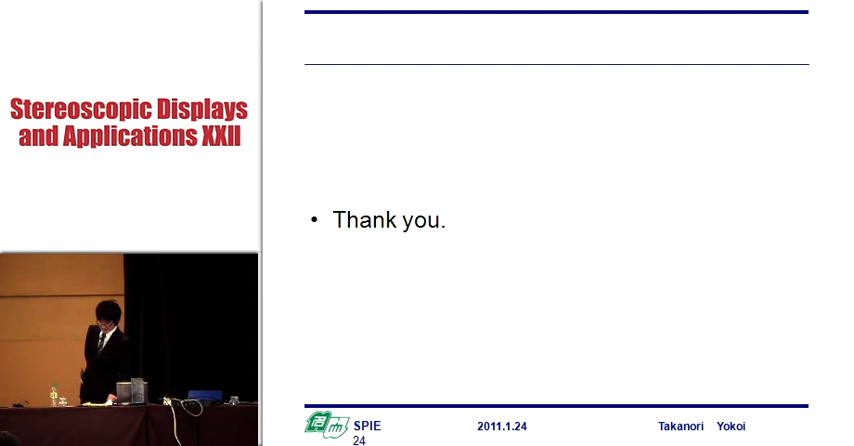 Stereoscopic Displays
and Applications XXII
• Thank you.
SPIE 2011.1.24 Takanori Yokoi
24